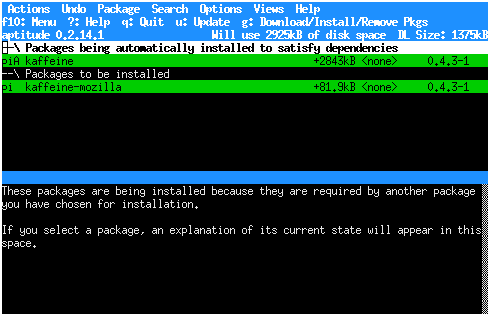 Actions Undo Package Search Options Views Help
f10: Menu ?: Help q: Quit u: Update g: Download/Install/Remove Pkgs
aptitude 0.2.14.1 Will use 2925kB of disk space DL Size: 1375kB
--\ Packages being automatically installed to satisfy dependencies
piA kaffeine +2843kB <none> 0.4.3-1
--\ Packages to be installed
pi kaffeine-mozilla +81.9kB <none> 0.4.3-1
These packages are being installed because they are required by another package
you have chosen for installation.
If you select a package, an explanation of its current state will appear in this
space.